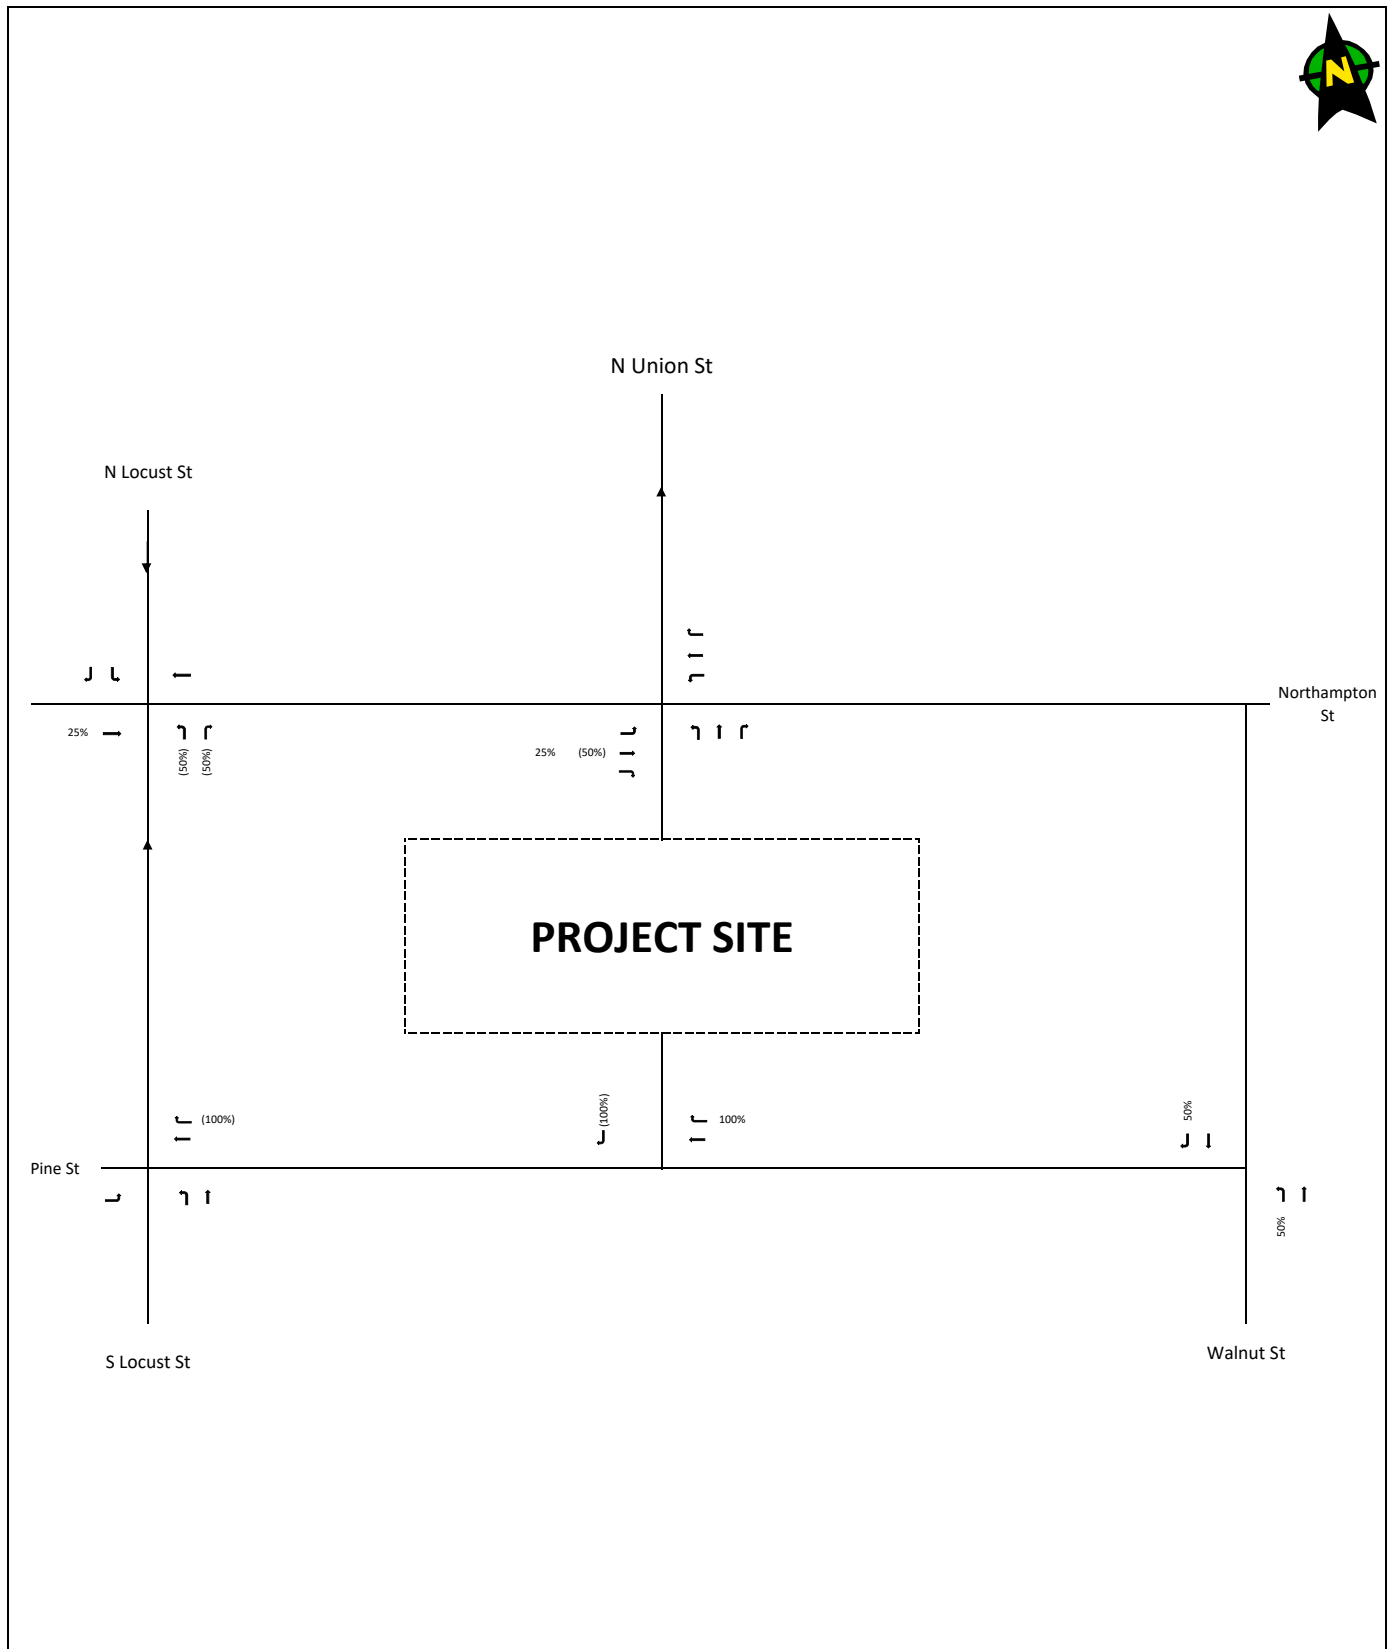 N
N Union St
N Locust St
Northampton
St
25%
(50%)
(50%)
25% (50%)
PROJECT SITE
(100%)
(100%)
100%
50%
Pine St
50%
S Locust St
Walnut St